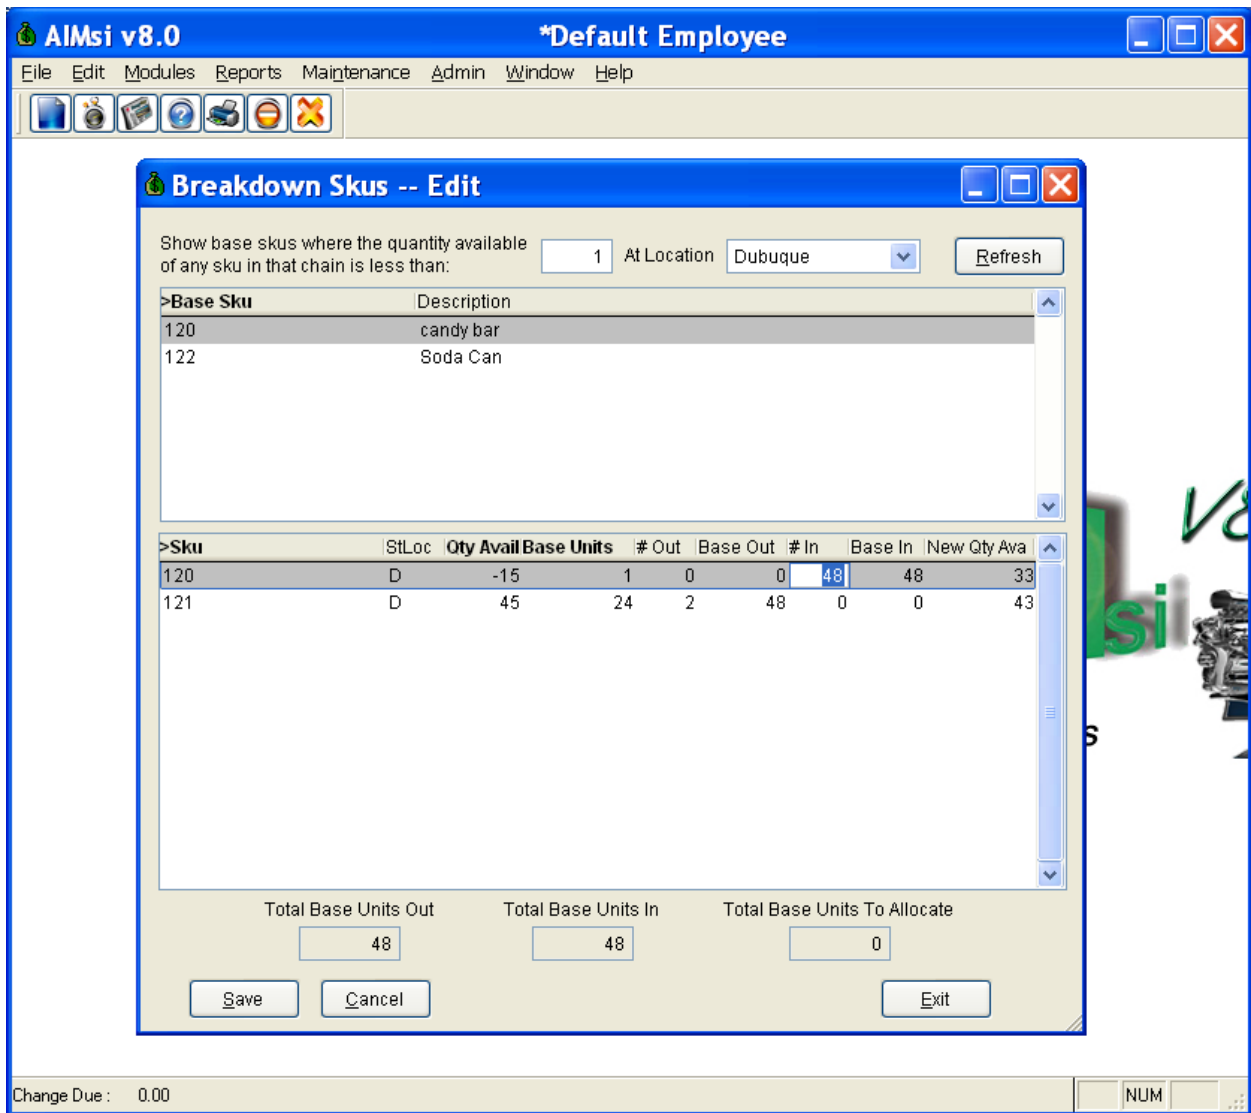 AIMsi v8.0 *Default Employee
File Edit Modules Reports Maintenance Admin Window Help
Breakdown Skus -- Edit
Show base skus where the quantity available
of any sku in that chain is less than: 1 At Location Dubuque Refresh
>Base Sku Description
120 candy bar
122 Soda Can
>Sku StLoc Qty Avail Base Units # Out Base Out # In Base In New Qty Ava
120 D -15 1 0 0 48 48 33
121 D 45 24 2 48 0 0 43
Total Base Units Out Total Base Units In Total Base Units To Allocate
48 48 0
Save Cancel Exit
V8
si
s
Change Due : 0.00 NUM